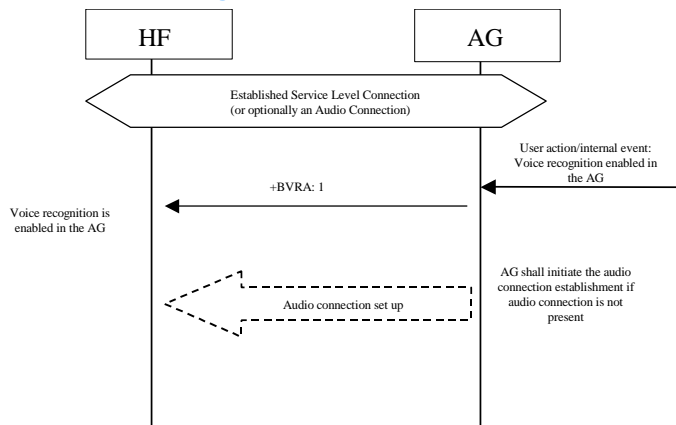 HF
AG
Established Service Level Connection
(or optionally an Audio Connection)
User action/internal event:
Voice recognition enabled in
the AG
+BVRA: 1
Voice recognition is
enabled in the AG
AG shall initiate the audio
connection establishment if
audio connection is not
present
Audio connection set up